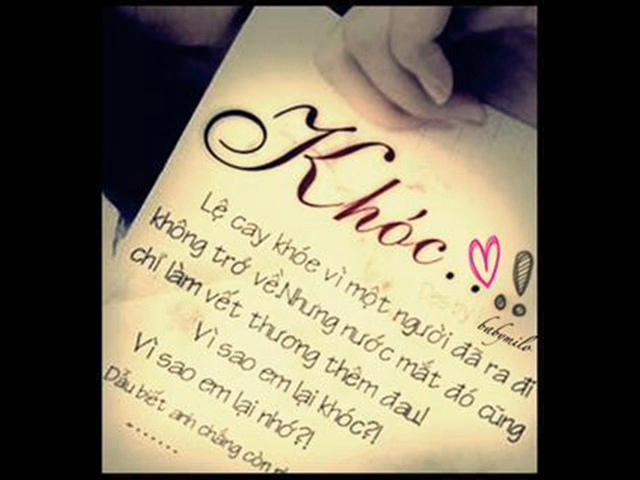 Khóc..
Lệ cay khóe vì một người đã ra đi
không trở về.Nhưng nước mắt đó cũng
chỉ làm vết thương thêm đau!
babymilo
Vì sao em lại khóc?!
Vì sao em lại nhớ?!
Dẫu biết anh chẳng còn
.......